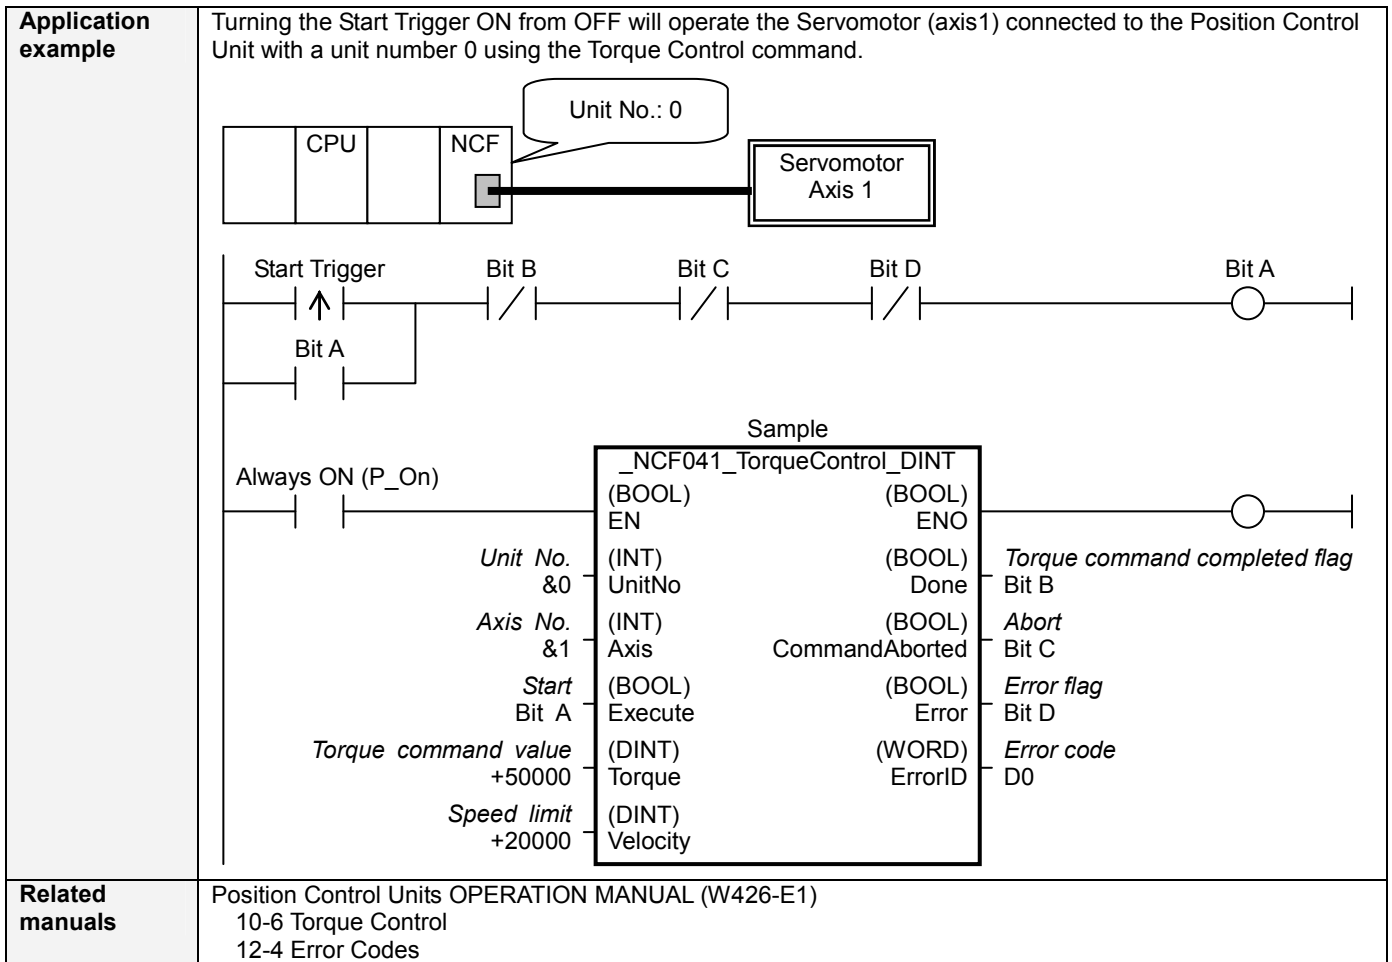 Application example
Turning the Start Trigger ON from OFF will operate the Servomotor (axis1) connected to the Position Control
Unit with a unit number 0 using the Torque Control command.
Unit No.: 0
CPU
NCF
Servomotor
Axis 1
Start Trigger
Bit B
Bit C
Bit D
Bit A
Bit A
Sample
_NCF041_TorqueControl_DINT
Always ON (P_On)
(BOOL)
EN
(BOOL)
ENO
Unit No.
&0
(INT)
UnitNo
(BOOL)
Done
Torque command completed flag
Bit B
Axis No.
&1
(INT)
Axis
(BOOL)
CommandAborted
Abort
Bit C
Start
Bit A
(BOOL)
Execute
(BOOL)
Error
Error flag
Bit D
Torque command value
+50000
(DINT)
Torque
(WORD)
ErrorID
Error code
D0
Speed limit
+20000
(DINT)
Velocity
Related manuals
Position Control Units OPERATION MANUAL (W426-E1)
10-6 Torque Control
12-4 Error Codes